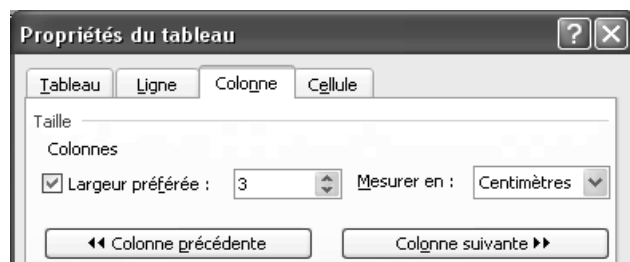 Propriétés du tableau
Tableau Ligne Colonne Cellule
Taille
Colonnes
Largeur préférée : 3 Mesurer en : Centimètres
Colonne précédente Colonne suivante